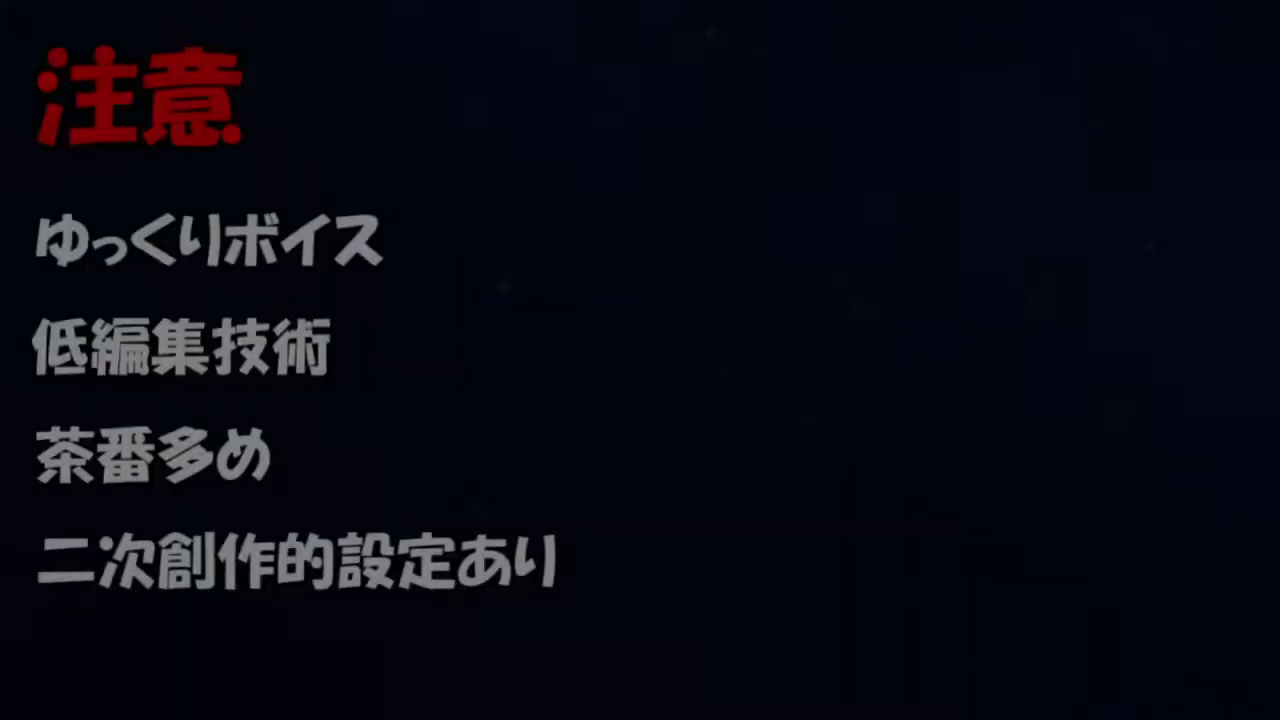 注意
ゆっくりボイス
低編集技術
茶番多め
二次創作的設定あり